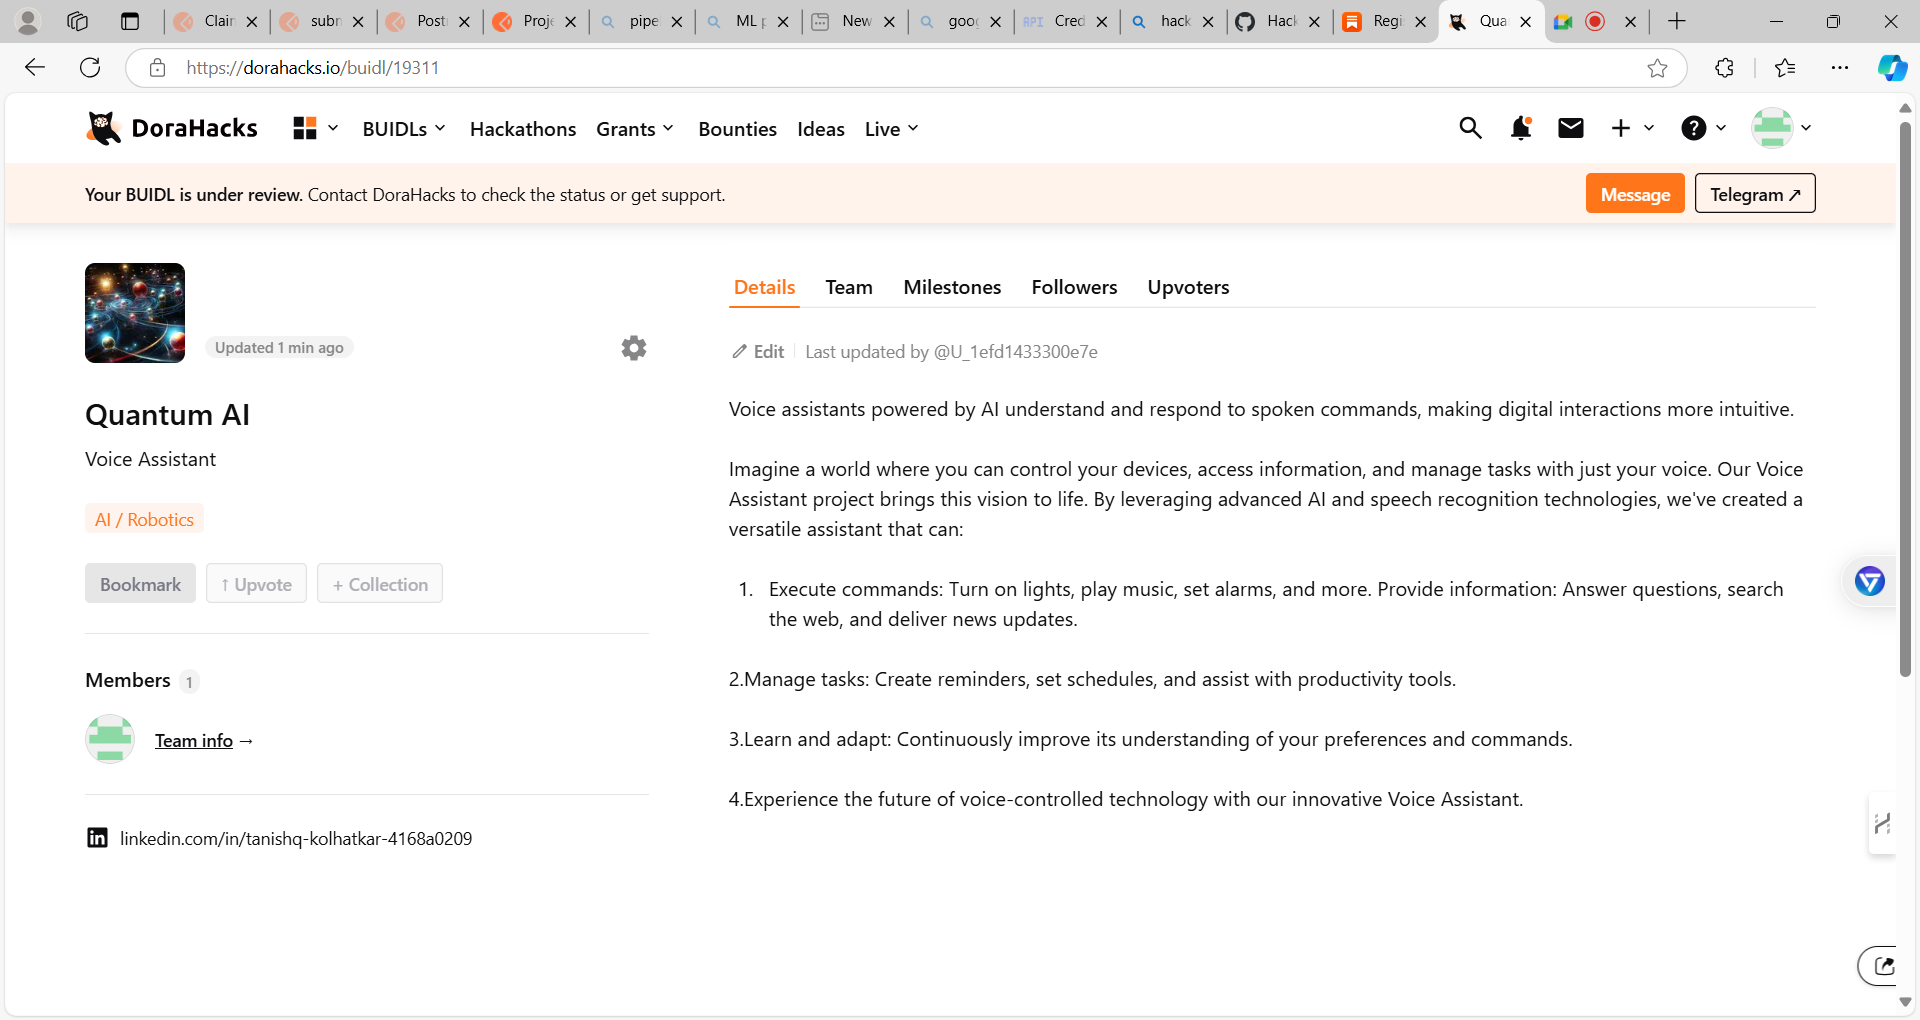 Clain
subn
Post
Proje
pipe
ML p
New
goog
API Cred
hack
Hack
Regi
Qua
https://dorahacks.io/buidl/19311
DoraHacks BUIDLs Hackathons Grants Bounties Ideas Live
Your BUIDL is under review. Contact DoraHacks to check the status or get support. Message Telegram ↗
Updated 1 min ago
Quantum AI
Voice Assistant
AI / Robotics
Bookmark ↑ Upvote + Collection
Members 1
Team info →
linkedin.com/in/tanishq-kolhatkar-4168a0209
Details Team Milestones Followers Upvoters
Edit Last updated by @U_1efd1433300e7e
Voice assistants powered by AI understand and respond to spoken commands, making digital interactions more intuitive.
Imagine a world where you can control your devices, access information, and manage tasks with just your voice. Our Voice
Assistant project brings this vision to life. By leveraging advanced AI and speech recognition technologies, we've created a
versatile assistant that can:
1. Execute commands: Turn on lights, play music, set alarms, and more. Provide information: Answer questions, search
the web, and deliver news updates.
2.Manage tasks: Create reminders, set schedules, and assist with productivity tools.
3.Learn and adapt: Continuously improve its understanding of your preferences and commands.
4.Experience the future of voice-controlled technology with our innovative Voice Assistant.